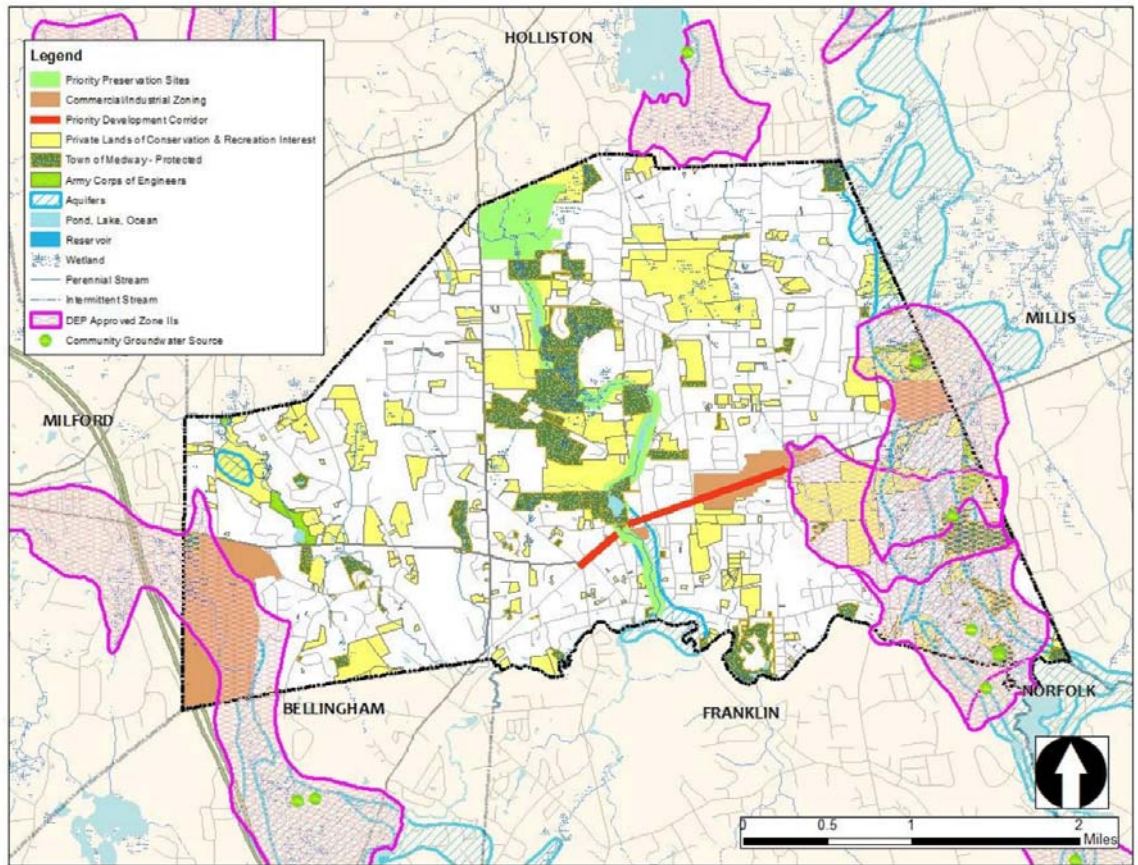 HOLLISTON
Legend
Priority Preservation Sites
Commercial/Industrial Zoning
Priority Development Corridor
Private Lands of Conservation & Recreation Interest
Town of Medway - Protected
Army Corps of Engineers
Aquifers
Pond, Lake, Ocean
Reservoir
Wetland
Perennial Stream
Intermittent Stream
DEP Approved Zone IIs
Community Groundwater Source
MILLIS
MILFORD
NORFOLK
BELLINGHAM
FRANKLIN
0 0.5 1 2
Miles